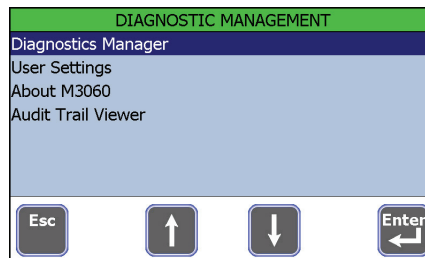 DIAGNOSTIC MANAGEMENT
Diagnostics Manager
User Settings
About M3060
Audit Trail Viewer
Esc
Enter